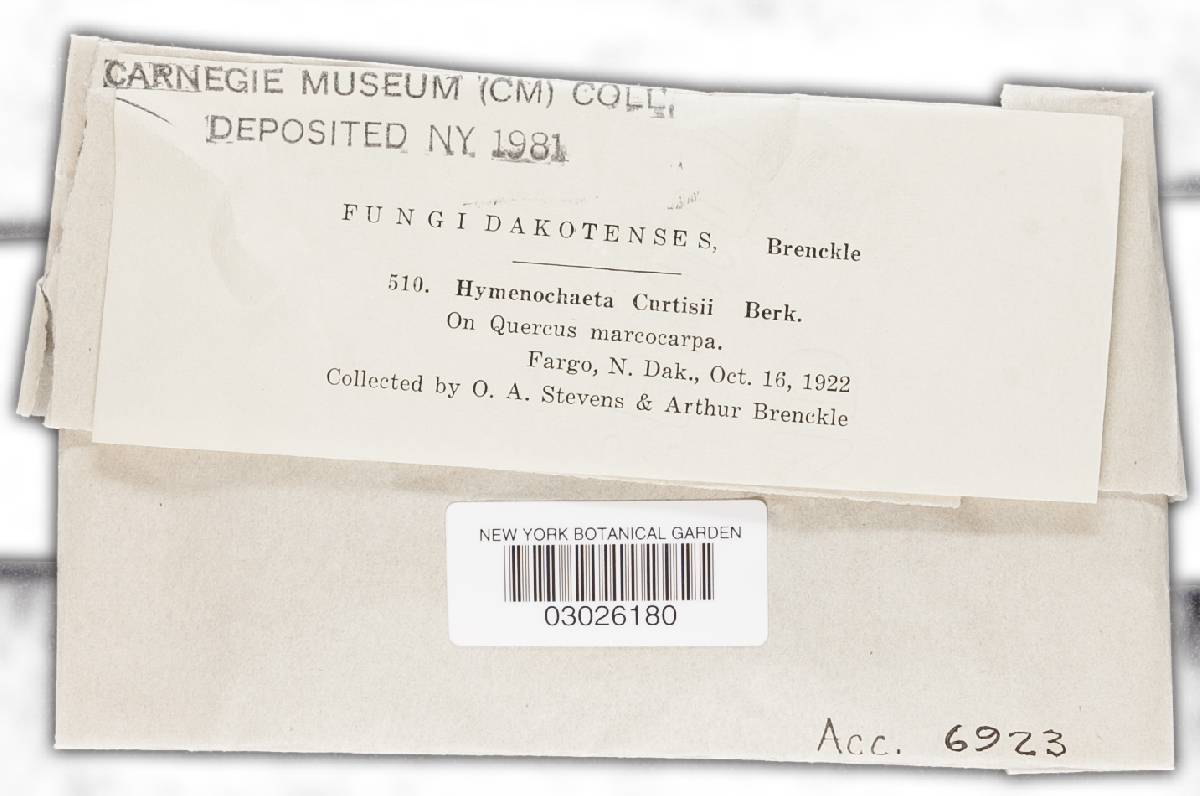 CARNEGIE MUSEUM (CM) COLL.
DEPOSITED NY. 1981
FUNGI DAKOTENSES, Brenckle
510. Hymenochaeta Curtisii Berk.
On Quercus marcocarpa.
Fargo, N. Dak., Oct. 16, 1922
Collected by O. A. Stevens & Arthur Brenckle
NEW YORK BOTANICAL GARDEN
03026180
Acc. 6923